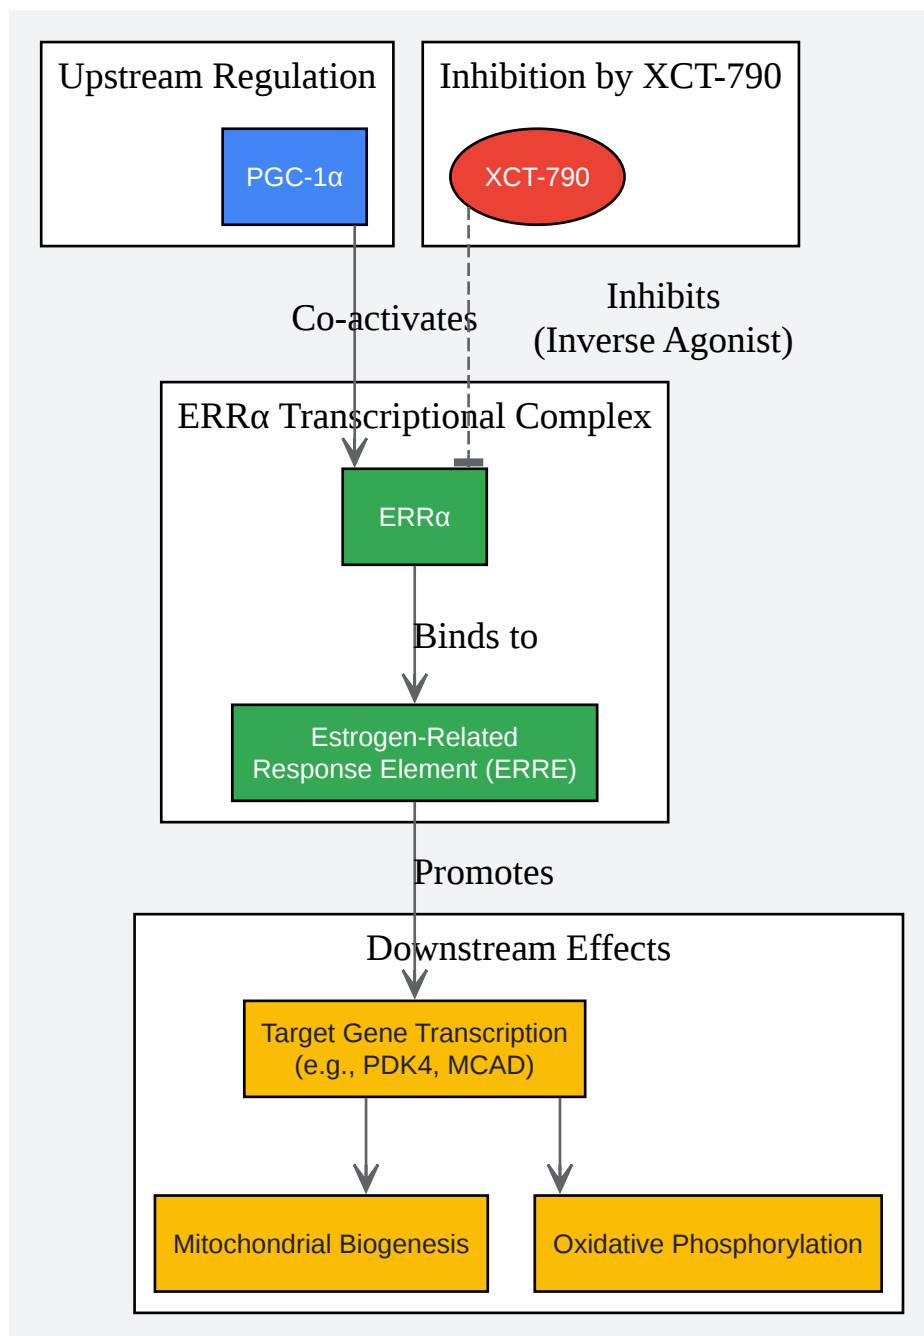 Upstream Regulation
Inhibition by XCT-790
PGC-1α
XCT-790
Co-activates
Inhibits
(Inverse Agonist)
ERRα Transcriptional Complex
ERRα
Binds to
Estrogen-Related
Response Element (ERRE)
Promotes
Downstream Effects
Target Gene Transcription
(e.g., PDK4, MCAD)
Mitochondrial Biogenesis
Oxidative Phosphorylation